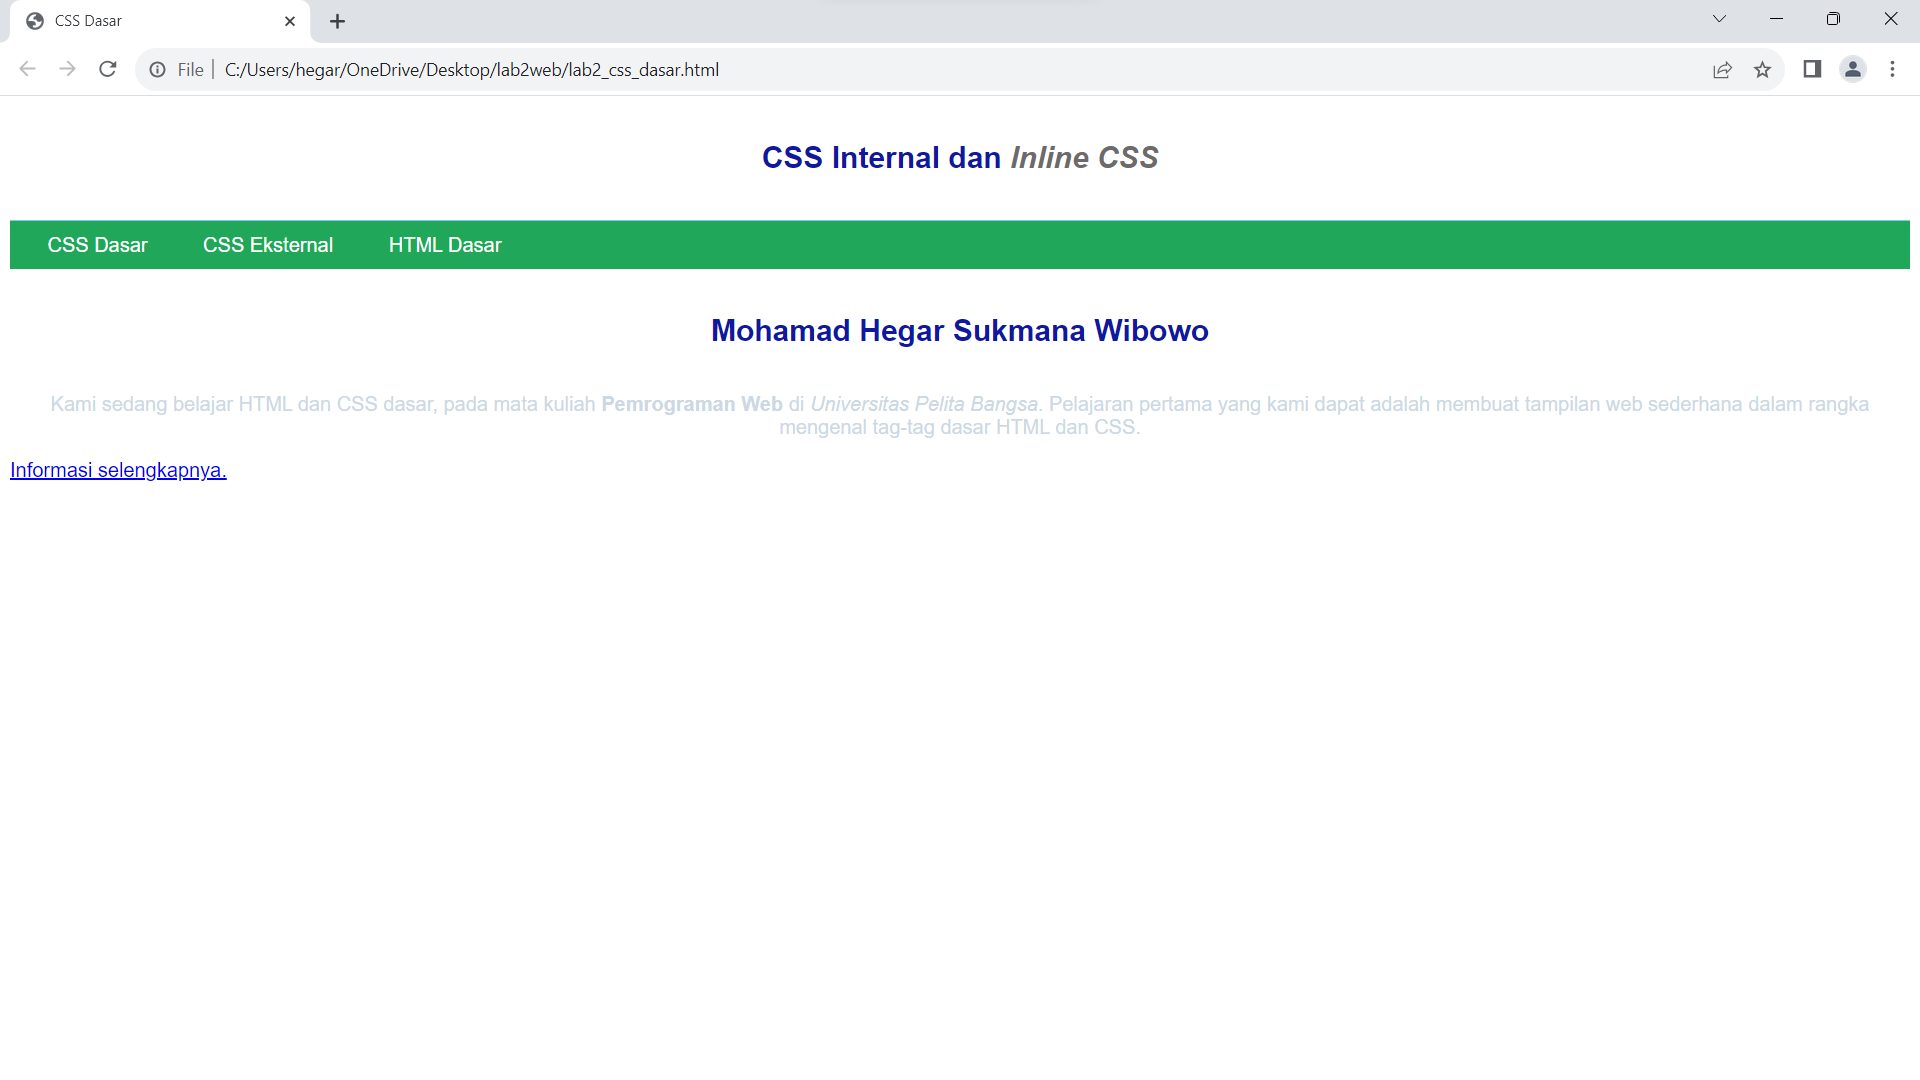 CSS Dasar
File C:/Users/hegar/OneDrive/Desktop/lab2web/lab2_css_dasar.html
CSS Internal dan Inline CSS
CSS Dasar CSS Eksternal HTML Dasar
Mohamad Hegar Sukmana Wibowo
Kami sedang belajar HTML dan CSS dasar, pada mata kuliah Pemrograman Web di Universitas Pelita Bangsa. Pelajaran pertama yang kami dapat adalah membuat tampilan web sederhana dalam rangka
mengenal tag-tag dasar HTML dan CSS.
Informasi selengkapnya.